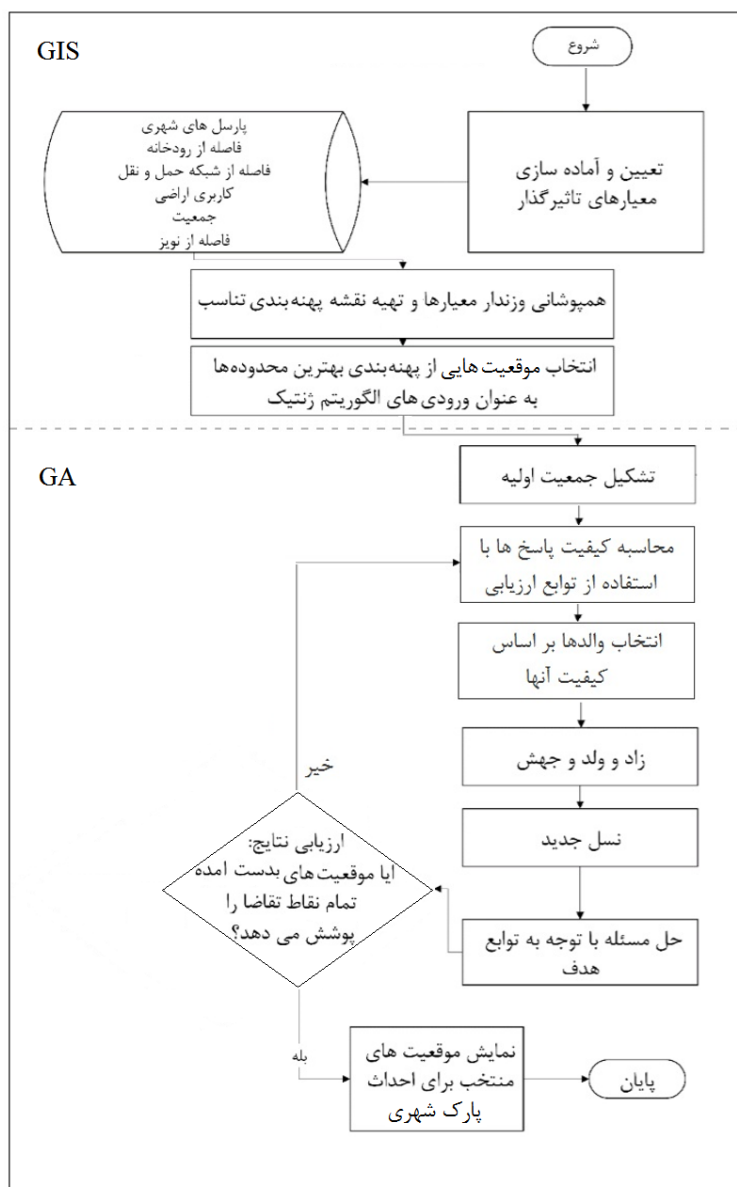 GIS
شروع
تعیین و آماده سازی
معیارهای تاثیرگذار
پارسل های شهری
فاصله از رودخانه
فاصله از شبکه حمل و نقل
کاربری اراضی
جمعیت
فاصله از نویز
همپوشانی وزندار معیارها و تهیه نقشه پهنه‌بندی تناسب
انتخاب موقعیت هایی از پهنه‌بندی بهترین محدوده‌ها
به عنوان ورودی های الگوریتم ژنتیک
GA
تشکیل جمعیت اولیه
محاسبه کیفیت پاسخ ها با
استفاده از توابع ارزیابی
انتخاب والدها بر اساس
کیفیت آنها
زاد و ولد و جهش
نسل جدید
حل مسئله با توجه به توابع
هدف
ارزیابی نتایج:
ایا موقعیت های بدست امده
تمام نقاط تقاضا را
پوشش می دهد؟
خیر
بله
نمایش موقعیت های
منتخب برای احداث
پارک شهری
پایان